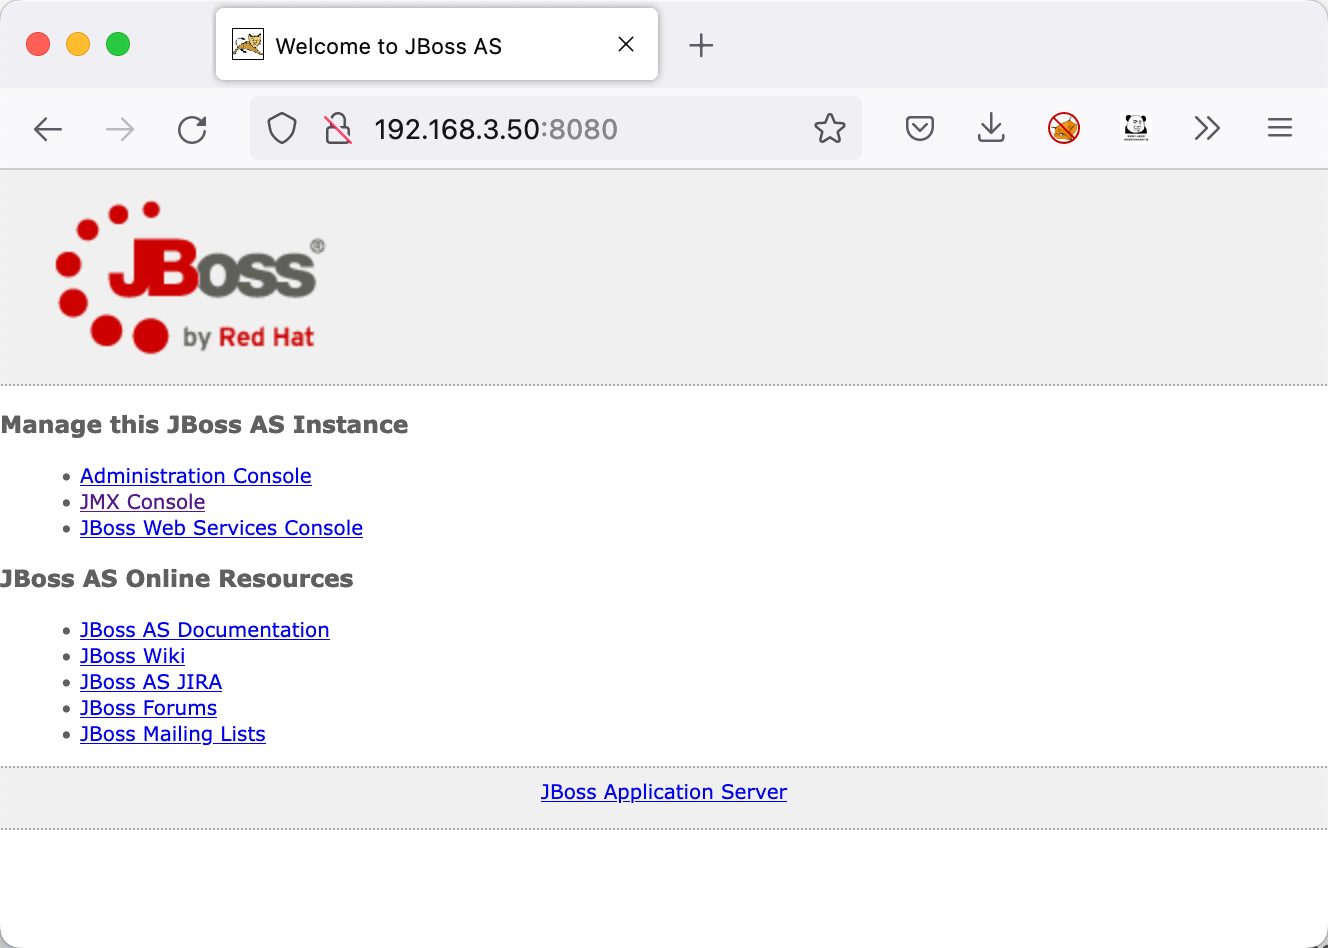 Welcome to JBoss AS
192.168.3.50:8080
JBoss®
by Red Hat
Manage this JBoss AS Instance
Administration Console
JMX Console
JBoss Web Services Console
JBoss AS Online Resources
JBoss AS Documentation
JBoss Wiki
JBoss AS JIRA
JBoss Forums
JBoss Mailing Lists
JBoss Application Server